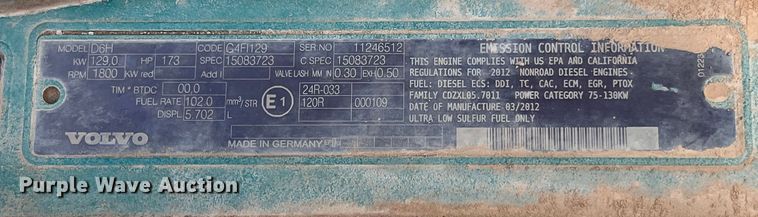 MODEL D6H CODE G4FI129 SER NO 11246512
KW 129.0 HP 173 SPEC 15083723 C SPEC 15083723
RPM 1800 KW red Add I VALVE LASH MM IN 0.30 EX 0.50
TIM ° BTDC 00.0
FUEL RATE 102.0 mm³/STR E1 24R-033
120R 000109
DISPL 5.702 L
VOLVO
MADE IN GERMANY
EMISSION CONTROL INFORMATION
THIS ENGINE COMPLIES WITH US EPA AND CALIFORNIA
REGULATIONS FOR 2012 NONROAD DIESEL ENGINES.
FUEL: DIESEL ECS: DDI, TC, CAC, ECM, EGR, PTOX
FAMILY CDZXL05.7011 POWER CATEGORY 75-130KW
DATE OF MANUFACTURE 03/2012
ULTRA LOW SULFUR FUEL ONLY
Purple Wave Auction